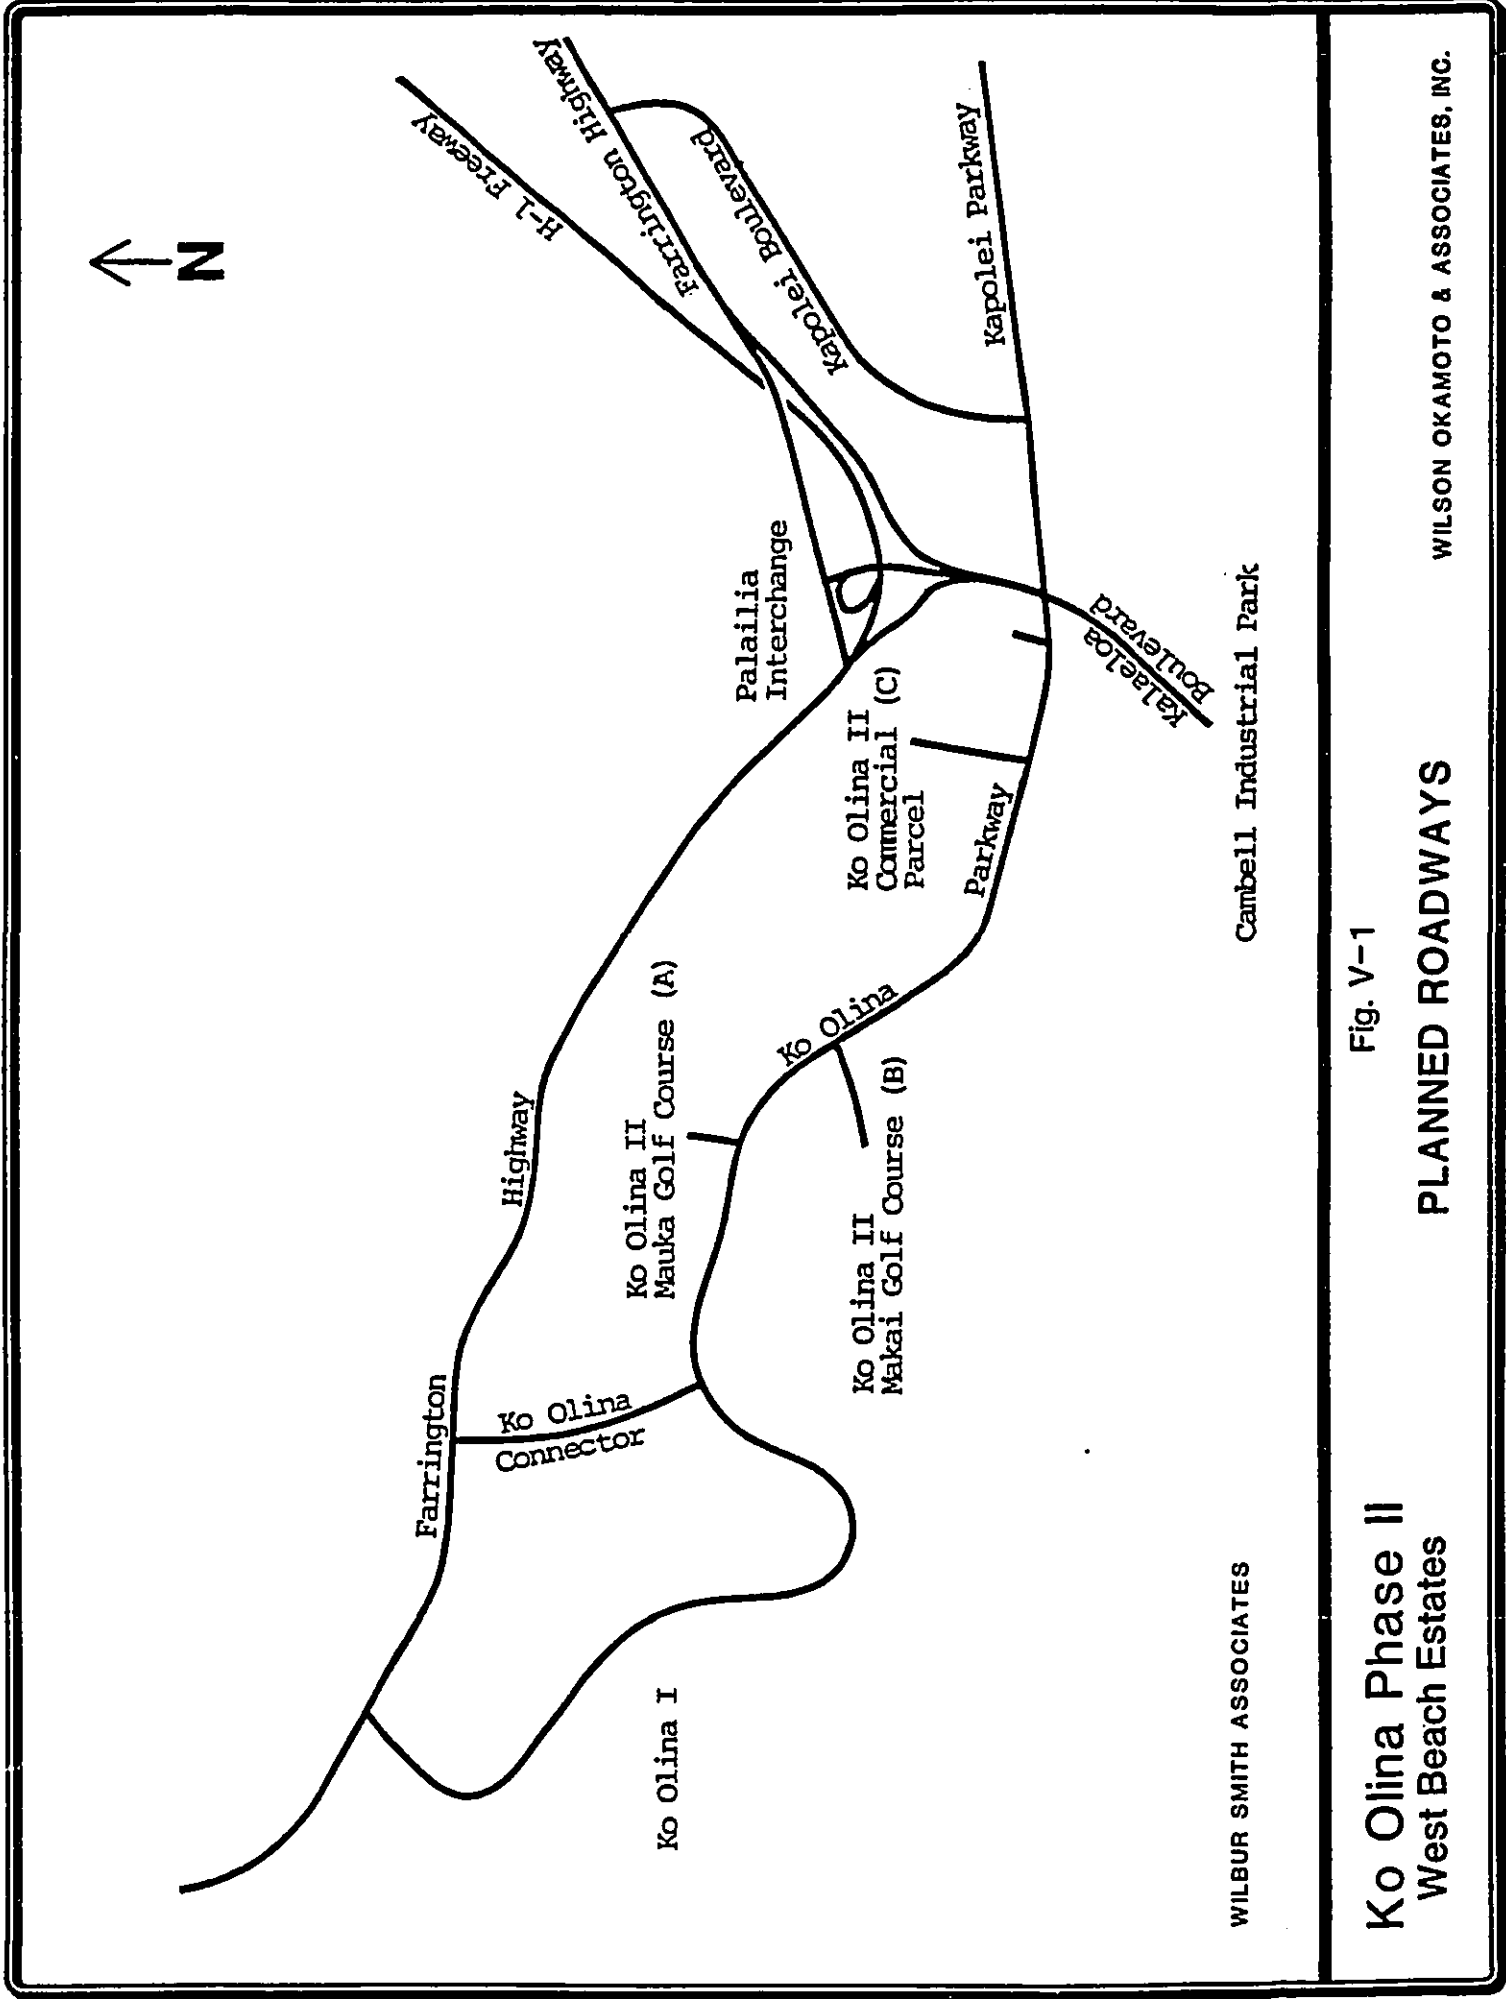 N
H-1 Freeway
Farrington Highway
Kapolei Boulevard
Kapolei Parkway
Palailia
Interchange
Farrington
Highway
Ko Olina
Connector
Ko Olina II
Mauka Golf Course (A)
Ko Olina II
Commercial (C)
Parcel
Ko Olina
Parkway
Ko Olina II
Makai Golf Course (B)
Kalaeloa
Boulevard
Ko Olina I
Cambell Industrial Park
WILBUR SMITH ASSOCIATES
Fig. V-1
Ko Olina Phase II
West Beach Estates
PLANNED ROADWAYS
WILSON OKAMOTO & ASSOCIATES, INC.